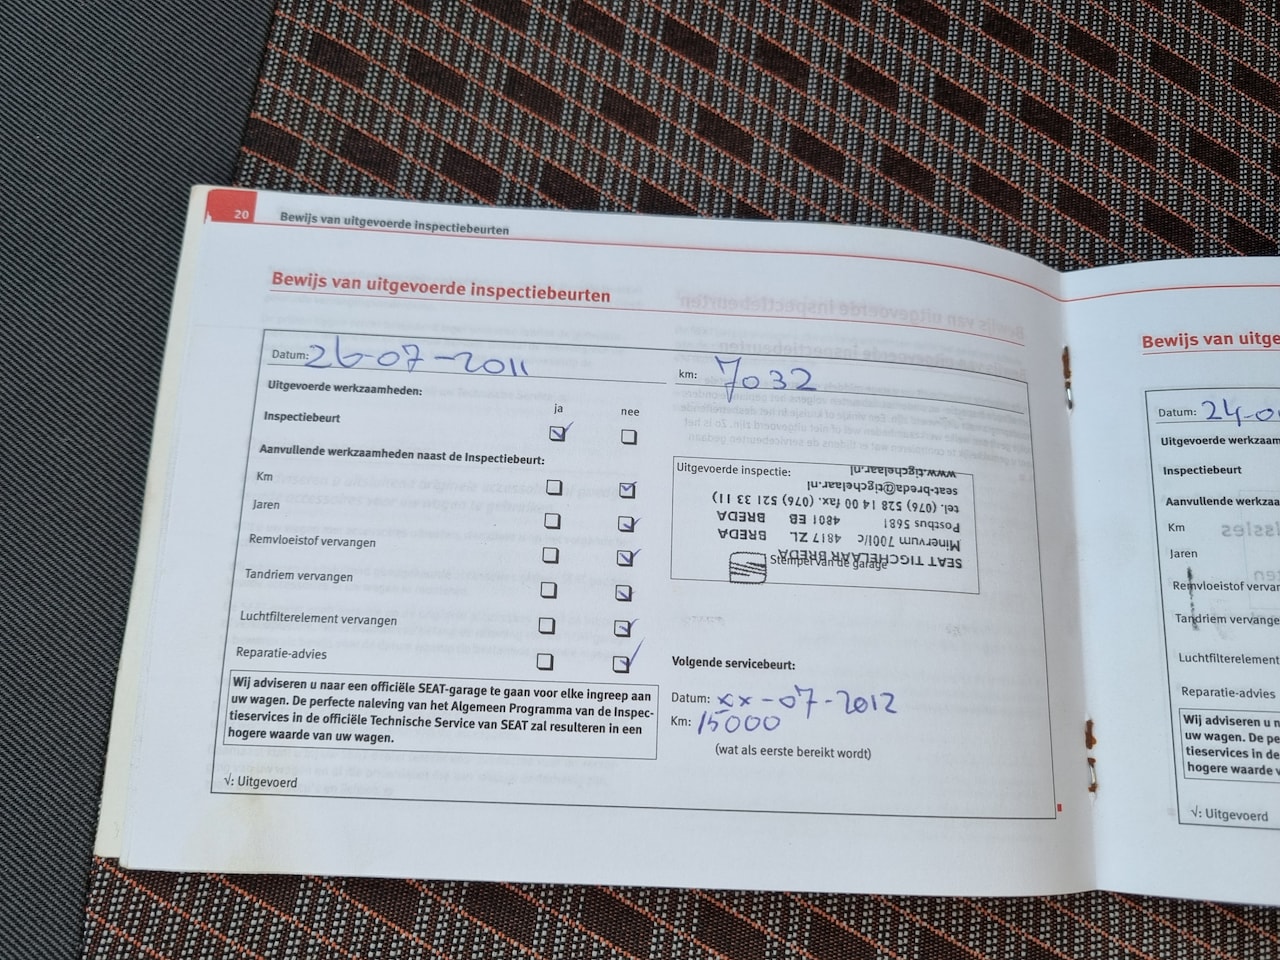 20 Bewijs van uitgevoerde inspectiebeurten
Bewijs van uitgevoerde inspectiebeurten
Datum: 26-07-2011 km: 7032
Uitgevoerde werkzaamheden:
ja nee
Inspectiebeurt
Aanvullende werkzaamheden naast de Inspectiebeurt:
Km
Jaren
Remvloeistof vervangen
Tandriem vervangen
Luchtfilterelement vervangen
Reparatie-advies
Wij adviseren u naar een officiële SEAT-garage te gaan voor elke ingreep aan
uw wagen. De perfecte naleving van het Algemeen Programma van de Inspec-
tieservices in de officiële Technische Service van SEAT zal resulteren in een
hogere waarde van uw wagen.
√: Uitgevoerd
Uitgevoerde inspectie:
Stempel van de garage
SEAT TIGCHELAAR BREDA
Minervum 7001/c 4817 ZL BREDA
Postbus 5681 4801 EB BREDA
tel. (076) 528 14 00 fax. (076) 521 33 11)
seat-breda@tigchelaar.nl
www.tigchelaar.nl
Volgende servicebeurt:
Datum: xx-07-2012
Km: 15000
(wat als eerste bereikt wordt)
Bewijs van uitge
Datum: 24-0
Uitgevoerde werkzaam
Inspectiebeurt
Aanvullende werkza
Km
Jaren
Remvloeistof vervar
Tandriem vervange
Luchtfilterelement
Reparatie-advies
Wij adviseren u n
uw wagen. De pe
tieservices in de
hogere waarde v
√: Uitgevoerd